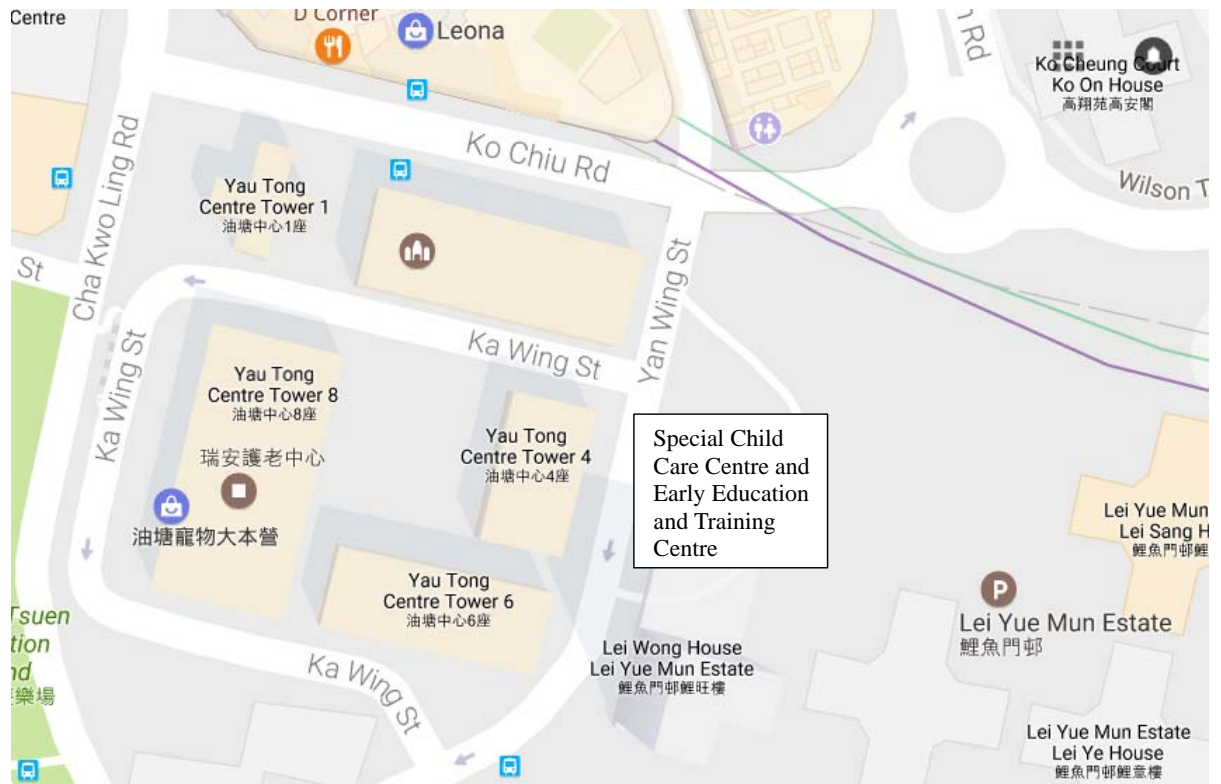 Centre
D Corner
Leona
n Rd
Ko Cheung Court
Ko On House
高翔苑高安閣
Cha Kwo Ling Rd
Ko Chiu Rd
Wilson T
Yau Tong
Centre Tower 1
油塘中心1座
St
Yan Wing St
Ka Wing St
Ka Wing St
Yau Tong
Centre Tower 8
油塘中心8座
瑞安護老中心
油塘寵物大本營
Yau Tong
Centre Tower 4
油塘中心4座
Special Child
Care Centre and
Early Education
and Training
Centre
Lei Yue Mun
Lei Sang H
鯉魚門邨鯉
P
Lei Yue Mun Estate
鯉魚門邨
Yau Tong
Centre Tower 6
油塘中心6座
Tsuen
tion
nd
樂場
Ka Wing St
Lei Wong House
Lei Yue Mun Estate
鯉魚門邨鯉旺樓
Lei Yue Mun Estate
Lei Ye House
鯉魚門邨鯉意樓